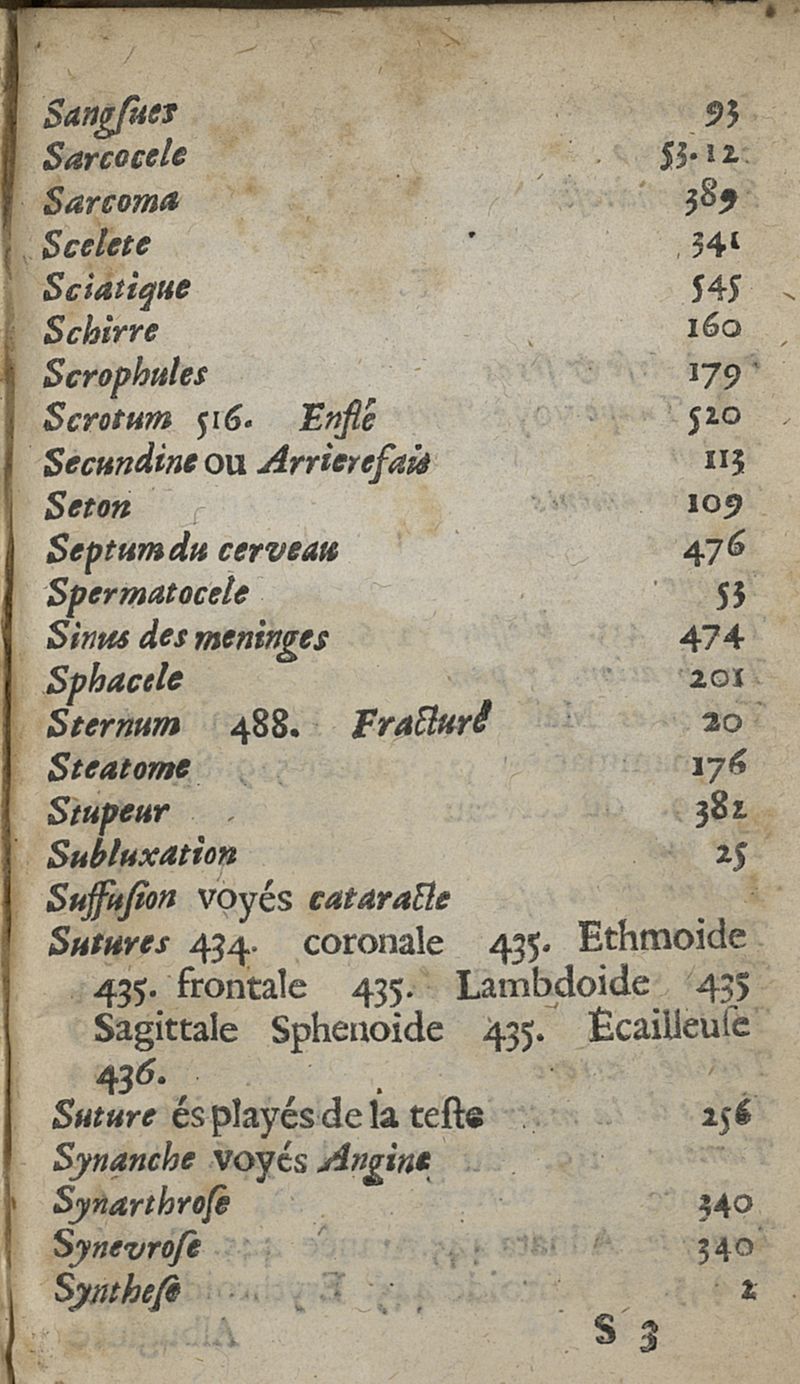 Sangſues 93
Sarcocele 53. 12
Sarcoma 389
Scelete 341
Sciatique 545
Schirre 160
Scrophules 179
Scrotum 516. Enflé 520
Secundine ou Arrierefais 113
Seton 109
Septum du cerveau 476
Spermatocele 53
Sinus des meninges 474
Sphacele 201
Sternum 488. Fracturé 20
Steatome 176
Stupeur 382
Subluxation 25
Suffuſion voyés cataracte
Sutures 434. coronale 435. Ethmoide
435. frontale 435. Lambdoide 435
Sagittale Sphenoide 435. Écailleuſe
436.
Suture és playés de la teſte 256
Synanche voyés Angine
Synarthroſe 340
Synevroſe 340
Syntheſe 2
S 3